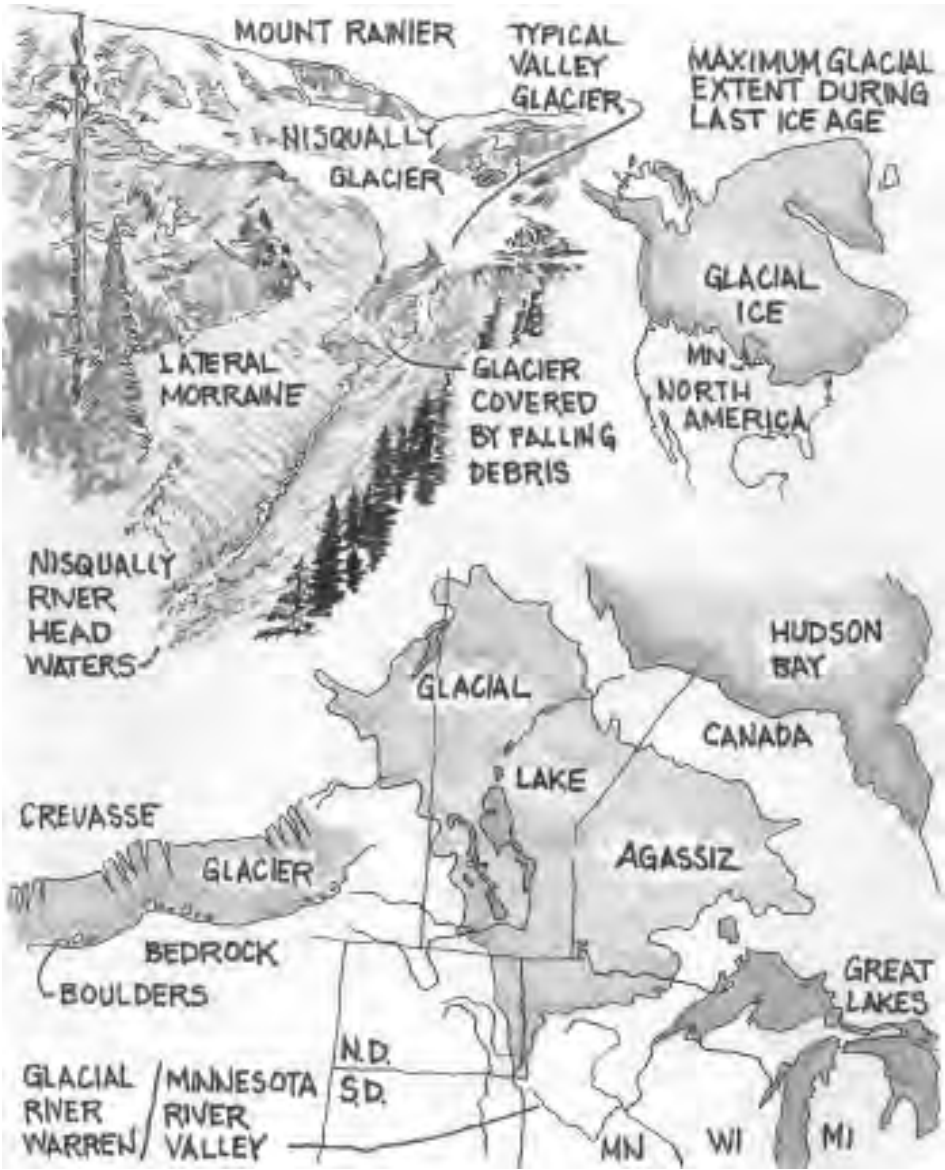 MOUNT RAINIER
TYPICAL
VALLEY
GLACIER
MAXIMUM GLACIAL
EXTENT DURING
LAST ICE AGE
NISQUALLY
GLACIER
GLACIAL
ICE
MN
NORTH
AMERICA
LATERAL
MORRAINE
GLACIER
COVERED
BY FALLING
DEBRIS
NISQUALLY
RIVER
HEAD
WATERS
HUDSON
BAY
GLACIAL
CANADA
LAKE
AGASSIZ
CREVASSE
GLACIER
BEDROCK
BOULDERS
GREAT
LAKES
N.D.
S.D.
GLACIAL
RIVER
WARREN/
MINNESOTA
RIVER
VALLEY
MN
WI
MI